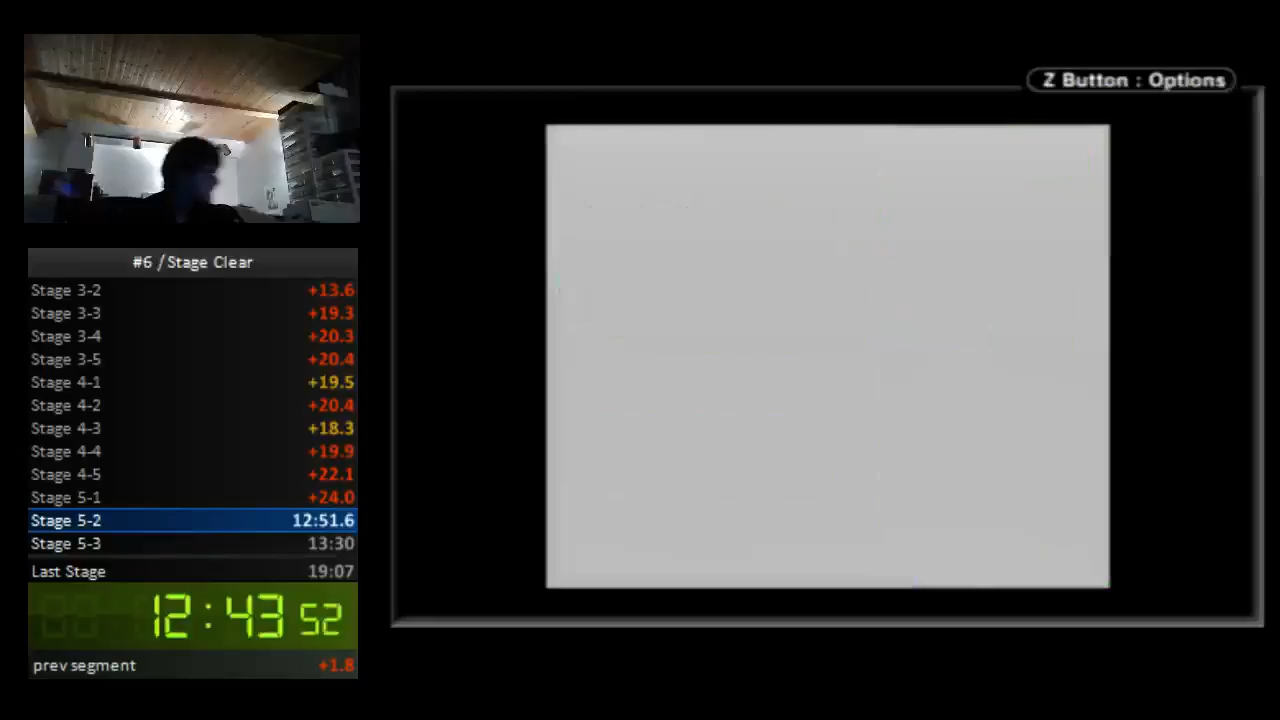 Z Button : Options
#6 / Stage Clear
Stage 3-2 +13.6
Stage 3-3 +19.3
Stage 3-4 +20.3
Stage 3-5 +20.4
Stage 4-1 +19.5
Stage 4-2 +20.4
Stage 4-3 +18.3
Stage 4-4 +19.9
Stage 4-5 +22.1
Stage 5-1 +24.0
Stage 5-2 12:51.6
Stage 5-3 13:30
Last Stage 19:07
12:43 52
prev segment +1.8